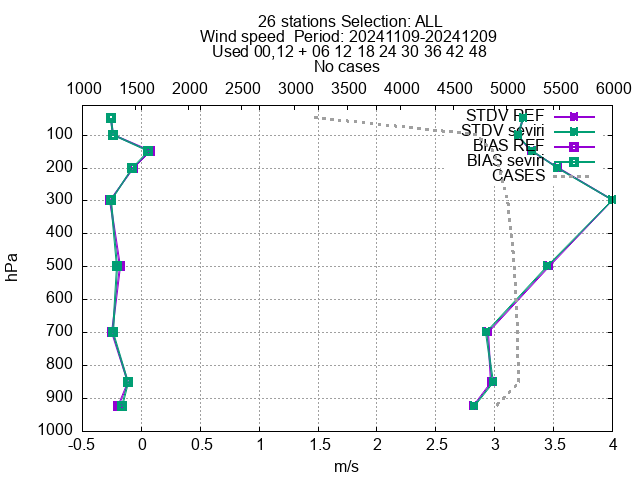 26 stations Selection: ALL
Wind speed  Period: 20241109-20241209
Used 00,12 + 06 12 18 24 30 36 42 48
No cases
1000 1500 2000 2500 3000 3500 4000 4500 5000 5500 6000
STDV REF
STDV seviri
BIAS REF
BIAS seviri
CASES
100
200
300
400
500
600
700
800
900
1000
hPa
-0.5 0 0.5 1 1.5 2 2.5 3 3.5 4
m/s